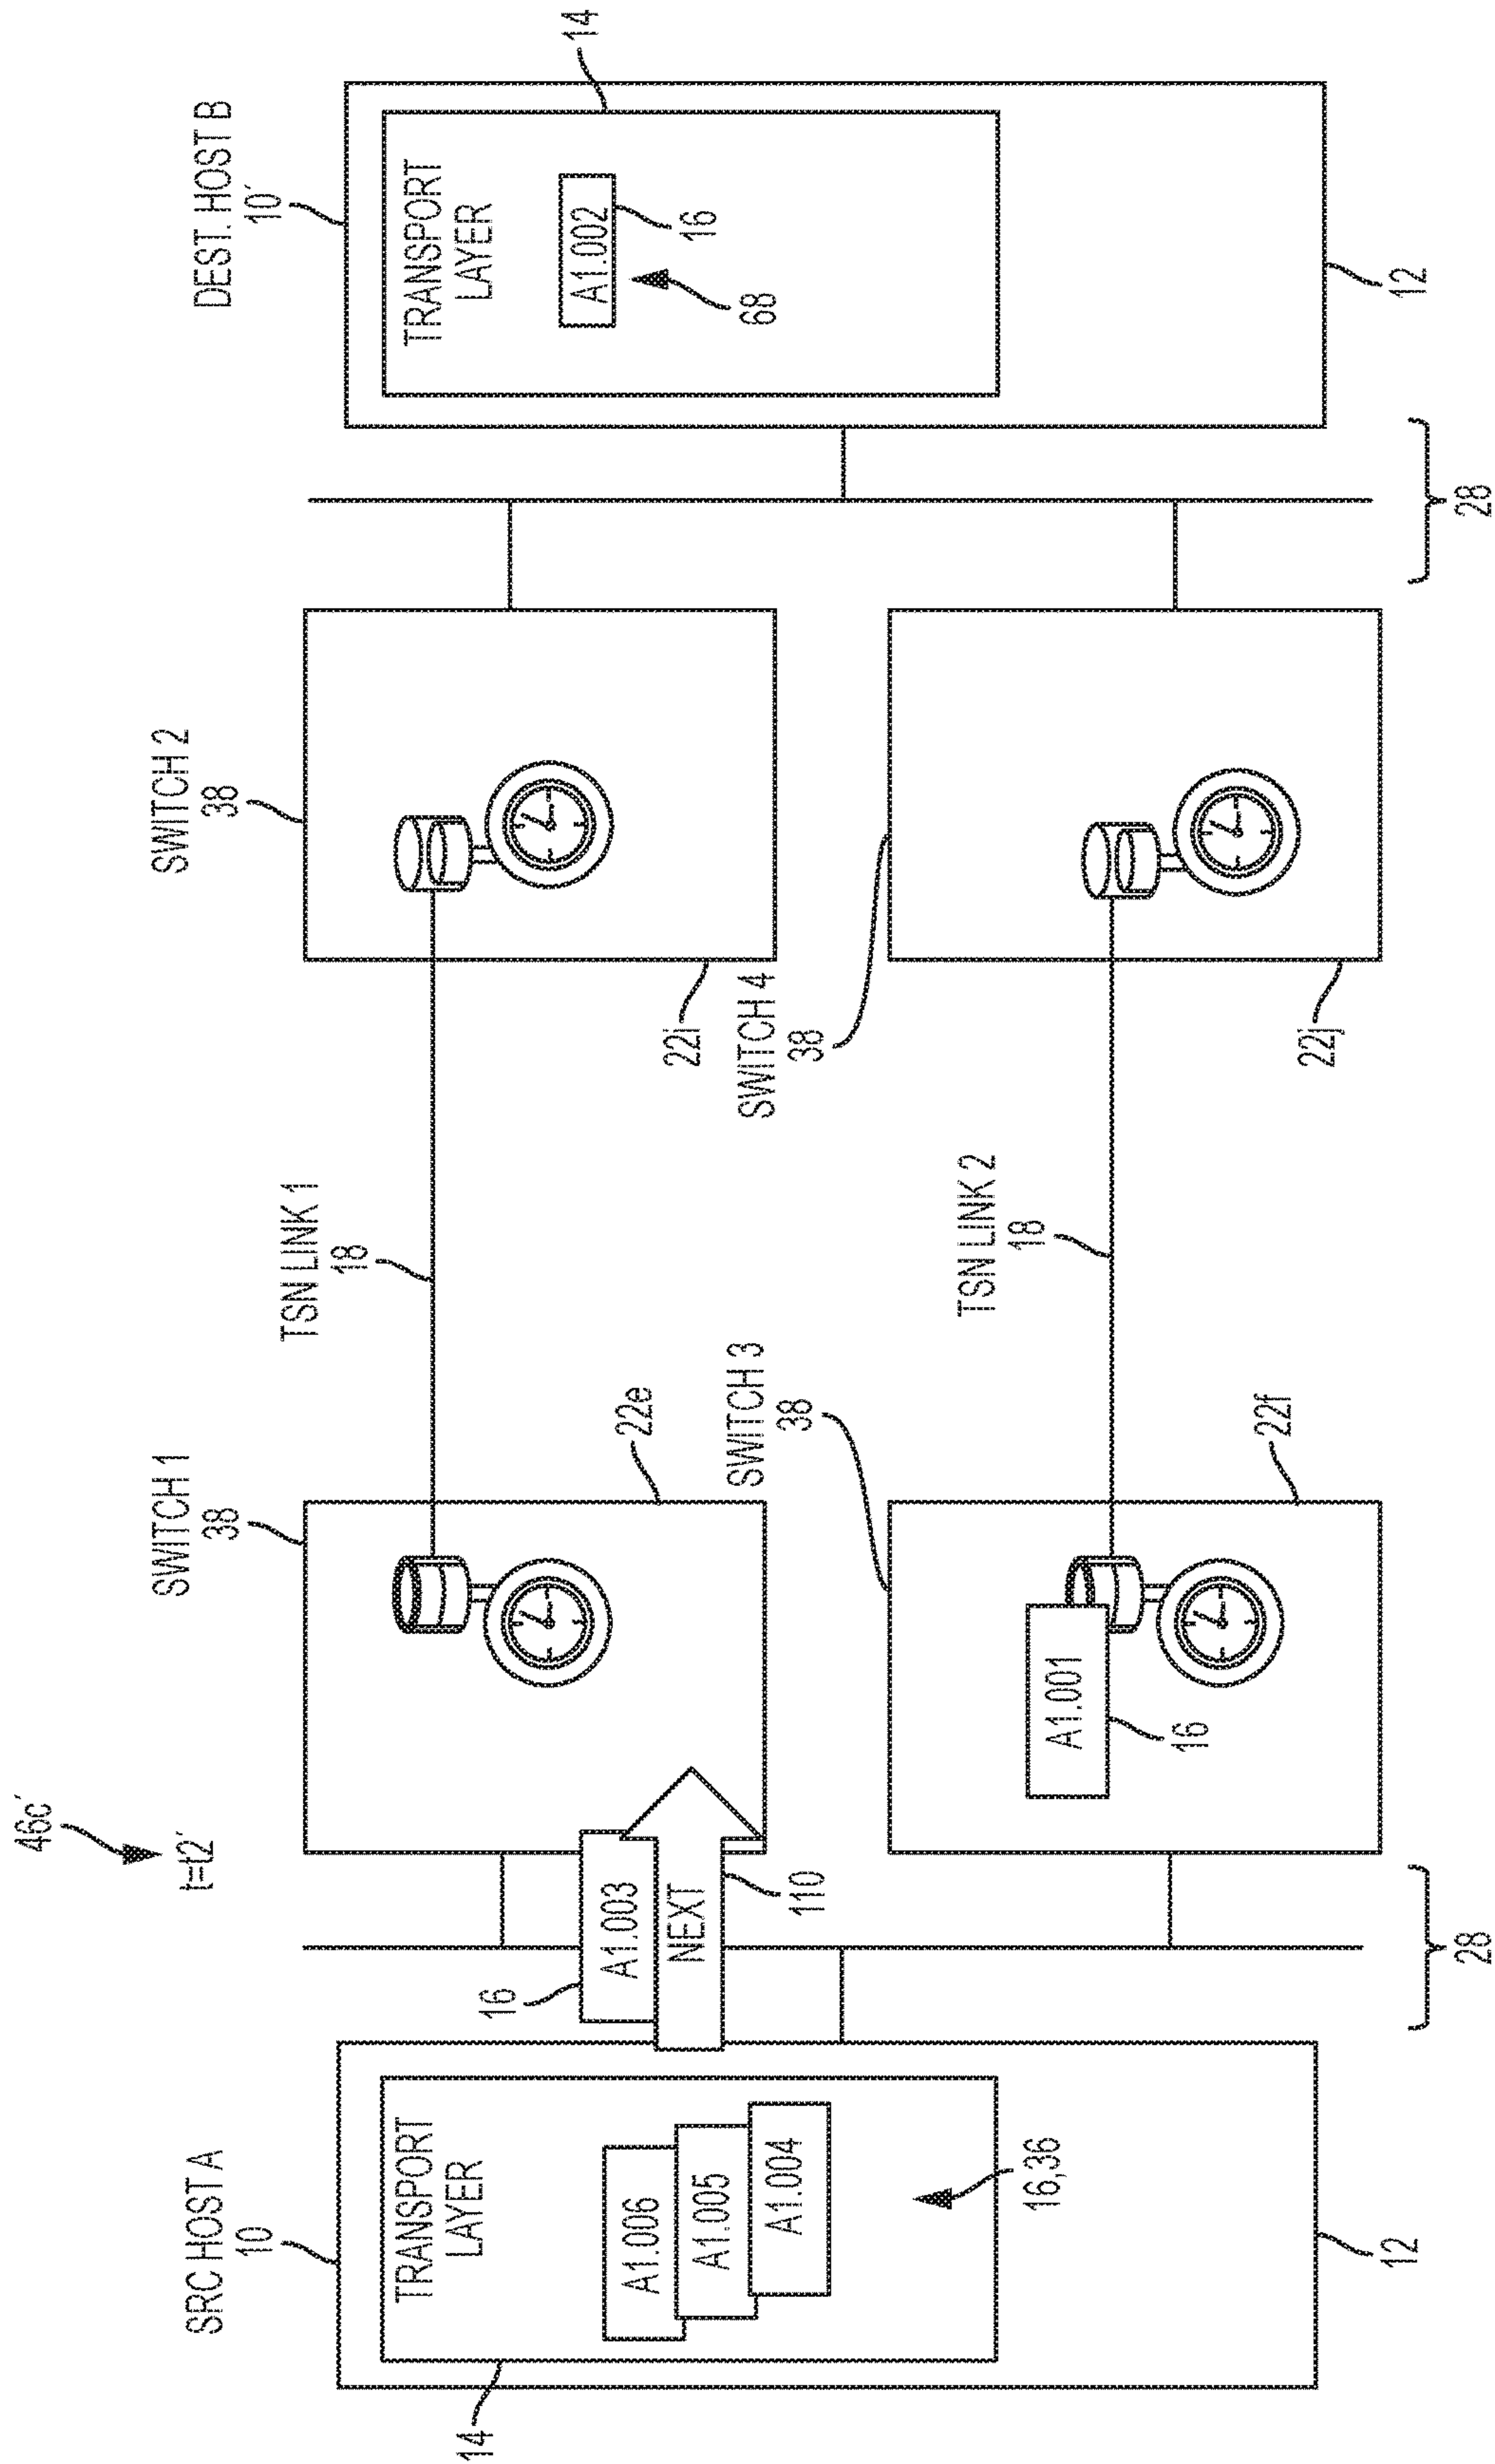 46c´
t=t2´
SRC HOST A
10
TRANSPORT
LAYER
14
A1.006
A1.005
A1.004
16,36
12
16
A1.003
NEXT
110
28
SWITCH 1
38
22e
SWITCH 3
38
A1.001
16
22f
TSN LINK 1
18
TSN LINK 2
18
SWITCH 2
38
22i
SWITCH 4
38
22j
28
DEST. HOST B
10´
TRANSPORT
LAYER
14
A1.002
16
68
12